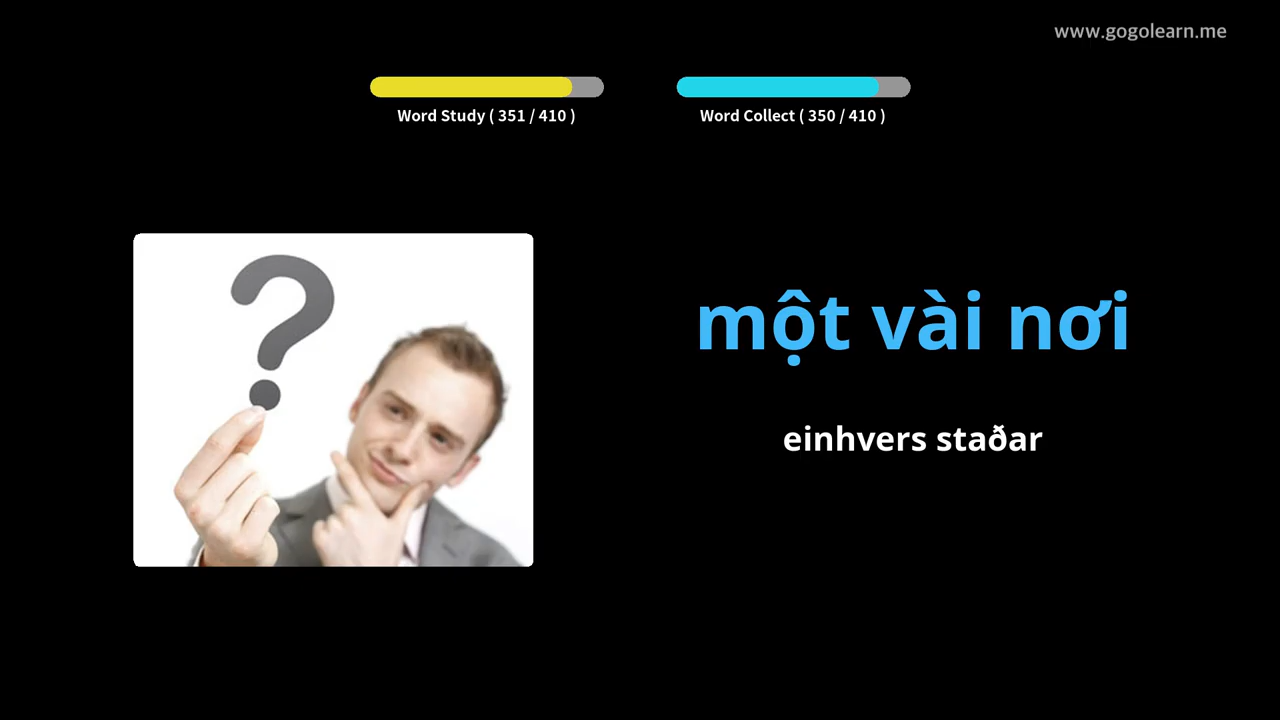 www.gogolearn.me
Word Study ( 351 / 410 )
Word Collect ( 350 / 410 )
một vài nơi
einhvers staðar